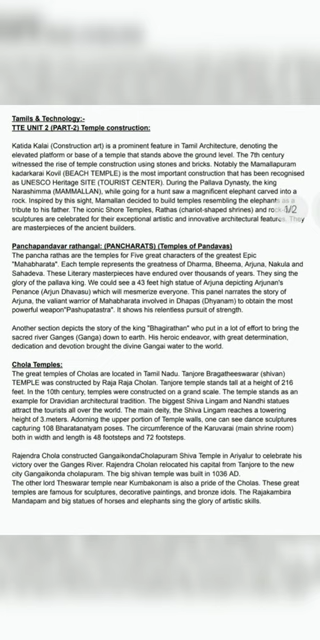 Tamils & Technology:-
TTE UNIT 2 (PART-2) Temple construction:
Katida Kalai (Construction art) is a prominent feature in Tamil Architecture, denoting the
elevated platform or base of a temple that stands above the ground level. The 7th century
witnessed the rise of temple construction using stones and bricks. Notably the Mamallapuram
kadarkarai Kovil (BEACH TEMPLE) is the most important construction that has been recognised
as UNESCO Heritage SITE (TOURIST CENTER). During the Pallava Dynasty, the king
Narashimma (MAMMALLAN), while going for a hunt saw a magnificent elephant carved into a
rock. Inspired by this sight, Mamallan decided to build temples resembling the elephants as a
tribute to his father. The iconic Shore Temples, Rathas (chariot-shaped shrines) and rock 1/2
sculptures are celebrated for their exceptional artistic and innovative architectural features. They
are masterpieces of the ancient builders.
Panchapandavar rathangal: (PANCHARATS) (Temples of Pandavas)
The pancha rathas are the temples for Five great characters of the greatest Epic
"Mahabharata". Each temple represents the greatness of Dharma, Bheema, Arjuna, Nakula and
Sahadeva. These Literary masterpieces have endured over thousands of years. They sing the
glory of the pallava king. We could see a 43 feet high statue of Arjuna depicting Arjunan's
Penance (Arjun Dhavasu) which will mesmerize everyone. This panel narrates the story of
Arjuna, the valiant warrior of Mahabharata involved in Dhapas (Dhyanam) to obtain the most
powerful weapon"Pashupatastra". It shows his relentless pursuit of strength.
Another section depicts the story of the king "Bhagirathan" who put in a lot of effort to bring the
sacred river Ganges (Ganga) down to earth. His heroic endeavor, with great determination,
dedication and devotion brought the divine Gangai water to the world.
Chola Temples:
The great temples of Cholas are located in Tamil Nadu. Tanjore Bragatheeswarar (shivan)
TEMPLE was constructed by Raja Raja Cholan. Tanjore temple stands tall at a height of 216
feet. In the 10th century, temples were constructed on a grand scale. The temple stands as an
example for Dravidian architectural tradition. The biggest Shiva Lingam and Nandhi statues
attract the tourists all over the world. The main deity, the Shiva Lingam reaches a towering
height of 3.meters. Adorning the upper portion of Temple walls, one can see dance sculptures
capturing 108 Bharatanatyam poses. The circumference of the Karuvarai (main shrine room)
both in width and length is 48 footsteps and 72 footsteps.
Rajendra Chola constructed GangaikondaCholapuram Shiva Temple in Ariyalur to celebrate his
victory over the Ganges River. Rajendra Cholan relocated his capital from Tanjore to the new
city Gangaikonda cholapuram. The big shivan temple was built in 1036 AD.
The other lord Theswarar temple near Kumbakonam is also a pride of the Cholas. These great
temples are famous for sculptures, decorative paintings, and bronze idols. The Rajakambira
Mandapam and big statues of horses and elephants sing the glory of artistic skills.